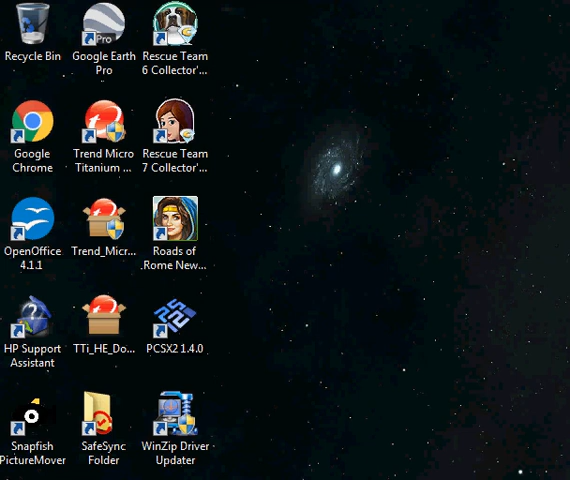 Recycle Bin
Google Earth
Pro
Pro
Rescue Team
6 Collector'...
Google
Chrome
Trend Micro
Titanium ...
Rescue Team
7 Collector'...
OpenOffice
4.1.1
Trend_Micr...
Roads of
Rome New...
HP Support
Assistant
TTi_HE_Do...
PCSX2 1.4.0
Snapfish
PictureMover
SafeSync
Folder
WinZip Driver
Updater